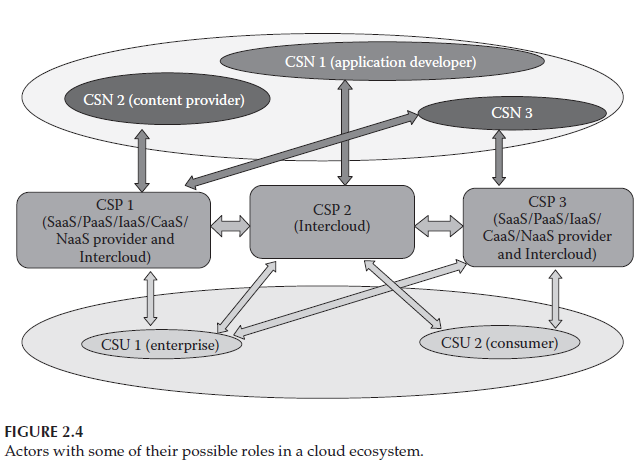 CSN 1 (application developer)
CSN 2 (content provider)
CSN 3
CSP 1
(SaaS/PaaS/IaaS/CaaS/
NaaS provider and
Intercloud)
CSP 2
(Intercloud)
CSP 3
(SaaS/PaaS/IaaS/
CaaS/NaaS provider
and Intercloud)
CSU 1 (enterprise)
CSU 2 (consumer)
FIGURE 2.4
Actors with some of their possible roles in a cloud ecosystem.